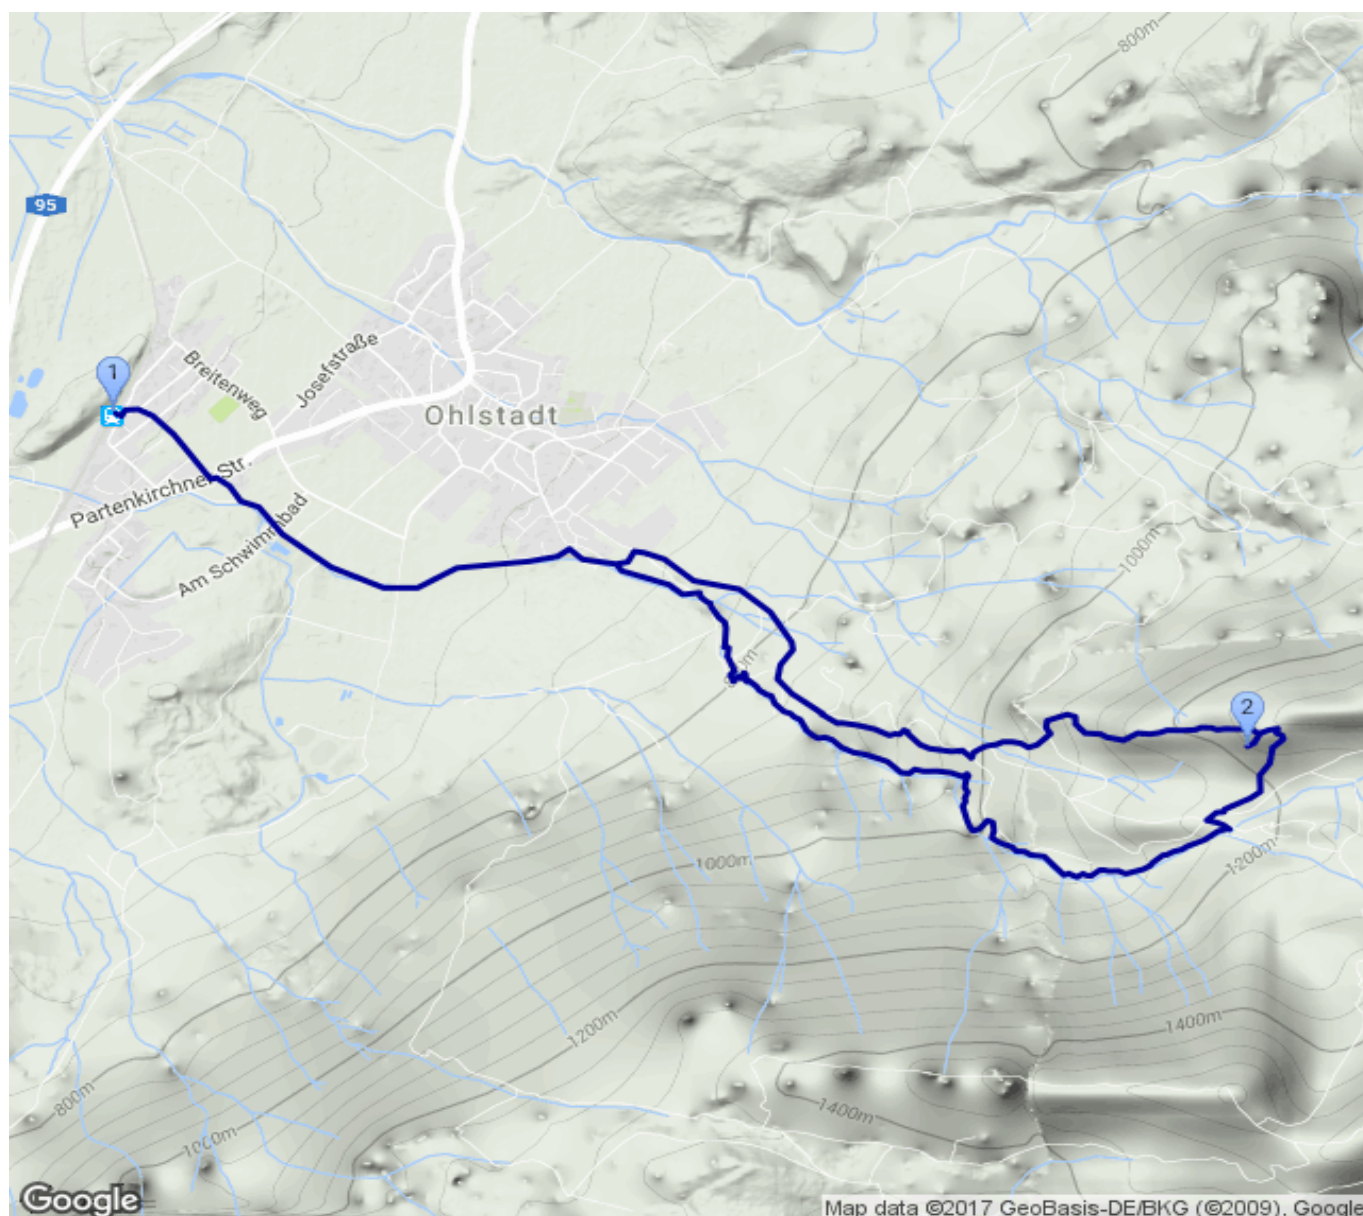 800m
95
1
Breitenweg
Josefstraße
Ohlstadt
Partenkirchner Str.
Am Schwimmbad
1000m
2
1000m
1200m
1200m
1400m
1400m
800m
Google
Map data ©2017 GeoBasis-DE/BKG (©2009), Google